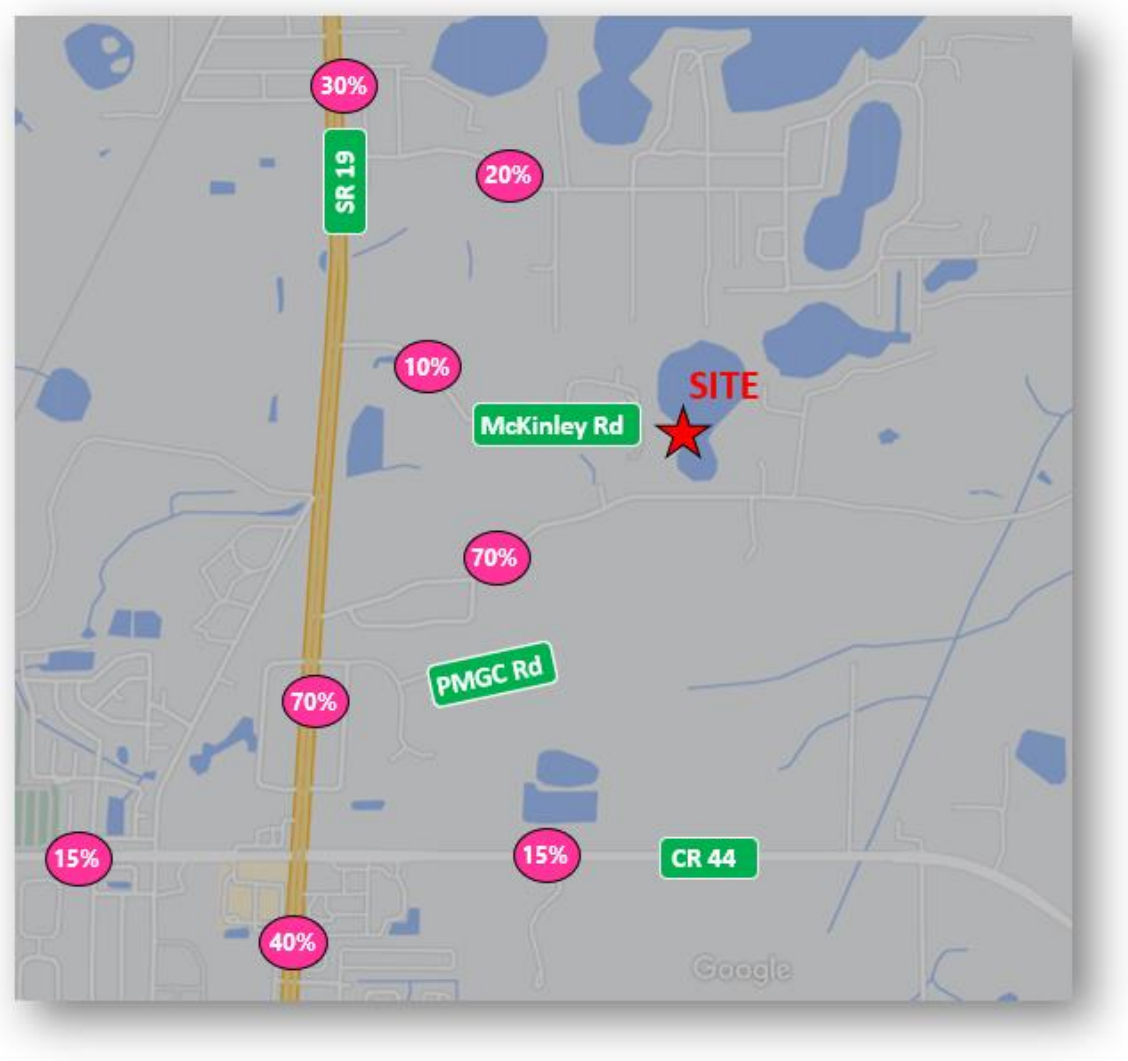 30%
SR 19
20%
10%
SITE
McKinley Rd
70%
PMGC Rd
70%
15%
15%
CR 44
40%
Google